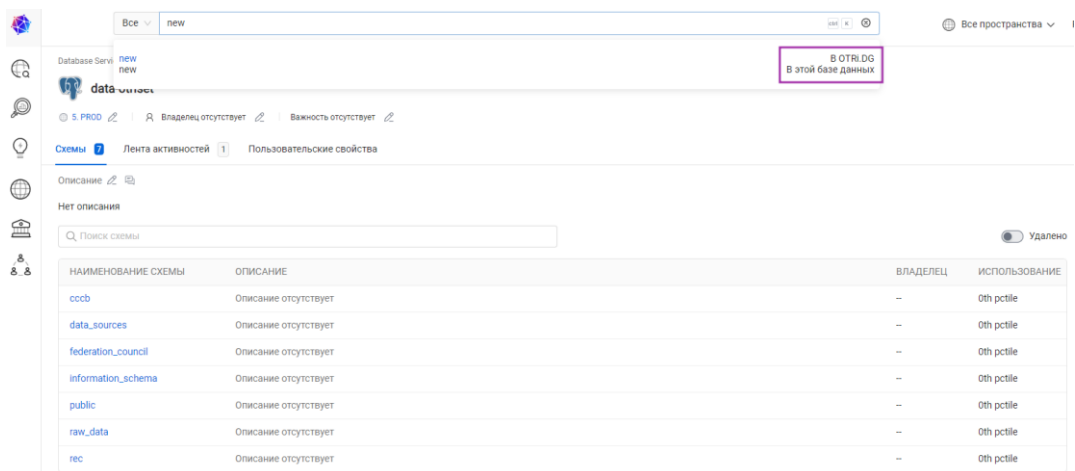 Все new ctrl K Все пространства
new В OTRI.DG
new В этой базе данных
Database Servi
data-otriset
5. PROD Владелец отсутствует Важность отсутствует
Схемы 7 Лента активностей 1 Пользовательские свойства
Описание
Нет описания
Поиск схемы Удалено
НАИМЕНОВАНИЕ СХЕМЫ ОПИСАНИЕ ВЛАДЕЛЕЦ ИСПОЛЬЗОВАНИЕ
cccb Описание отсутствует -- 0th pctile
data_sources Описание отсутствует -- 0th pctile
federation_council Описание отсутствует -- 0th pctile
information_schema Описание отсутствует -- 0th pctile
public Описание отсутствует -- 0th pctile
raw_data Описание отсутствует -- 0th pctile
rec Описание отсутствует -- 0th pctile